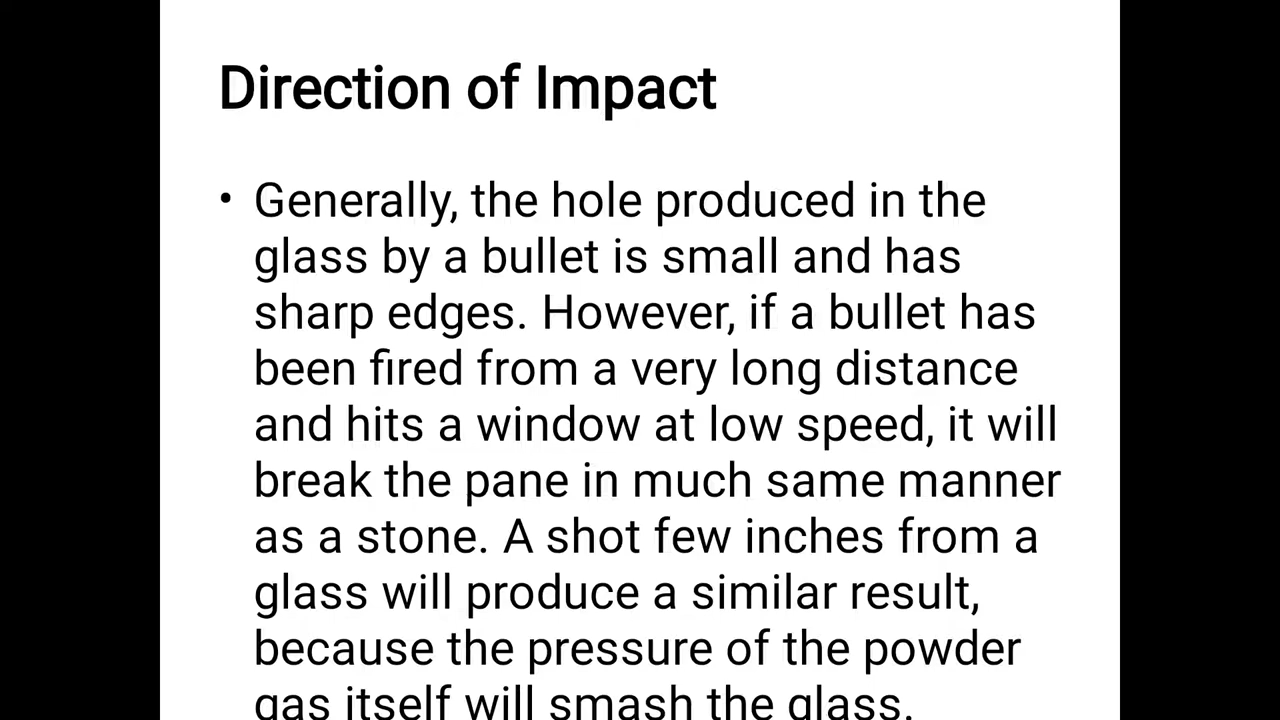 Direction of Impact
• Generally, the hole produced in the
glass by a bullet is small and has
sharp edges. However, if a bullet has
been fired from a very long distance
and hits a window at low speed, it will
break the pane in much same manner
as a stone. A shot few inches from a
glass will produce a similar result,
because the pressure of the powder
gas itself will smash the glass.